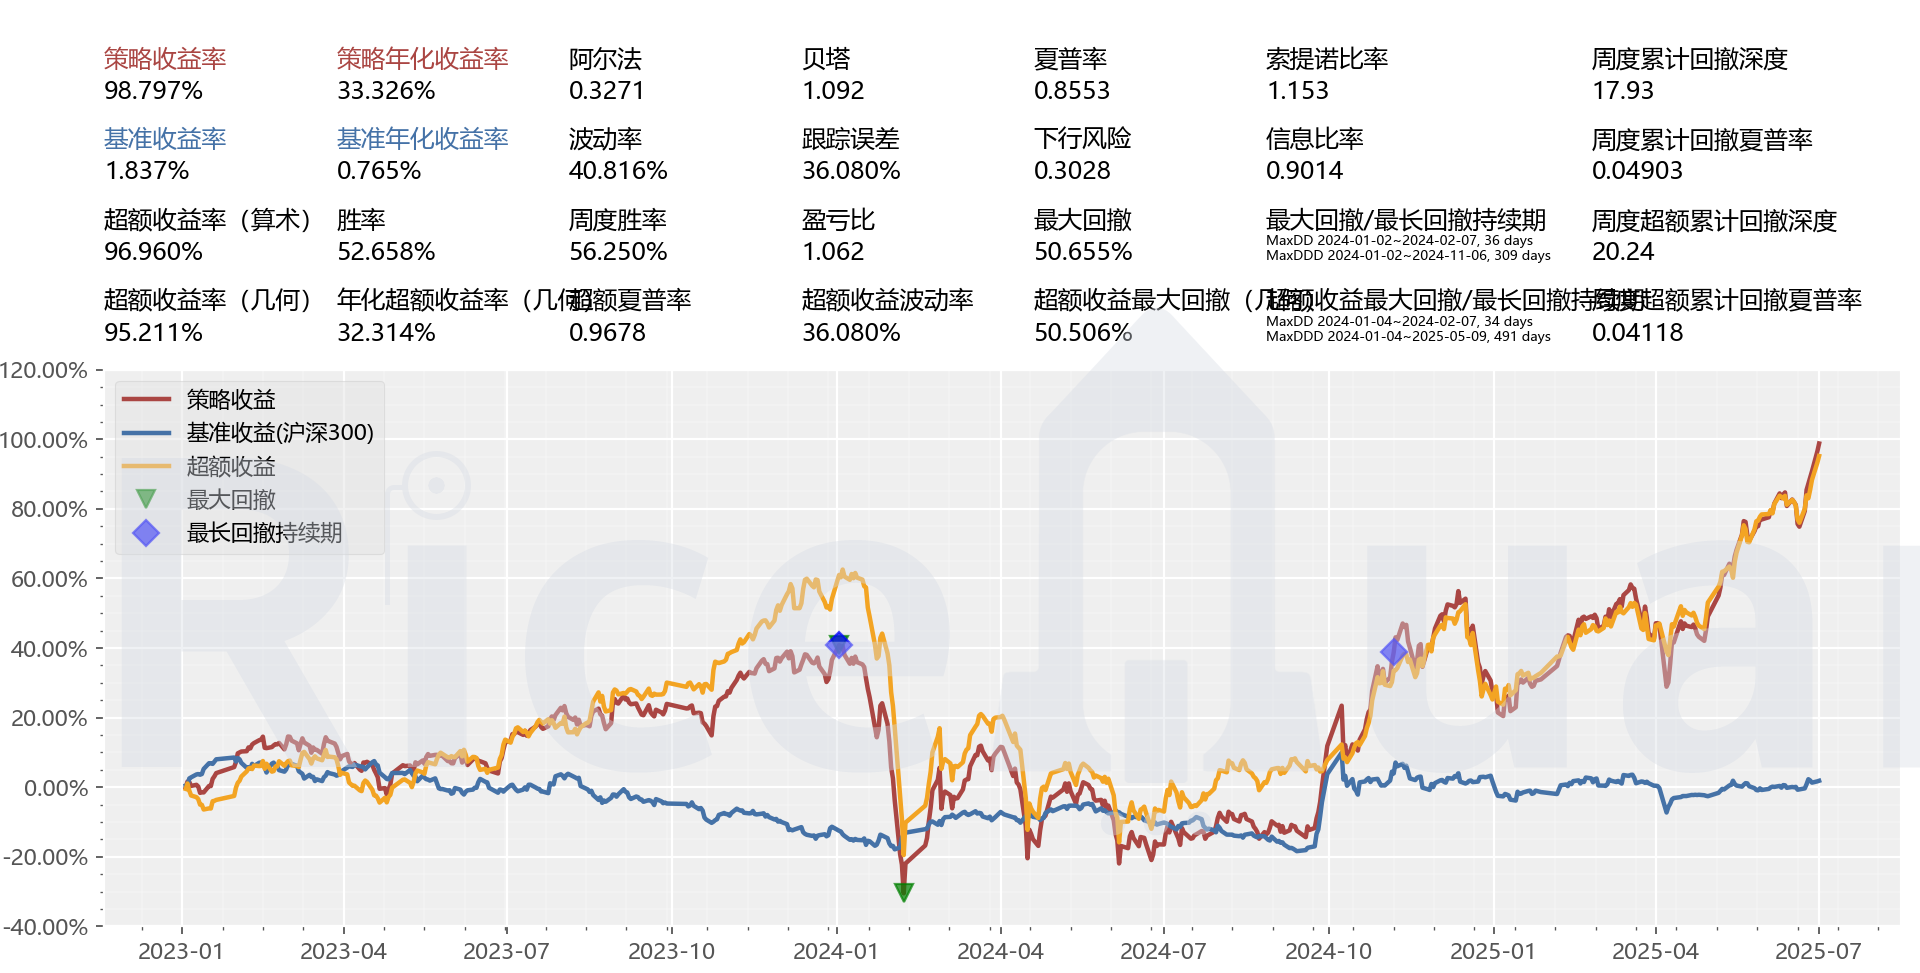 策略收益率 策略年化收益率 阿尔法 贝塔 夏普率 索提诺比率 周度累计回撤深度
98.797% 33.326% 0.3271 1.092 0.8553 1.153 17.93
基准收益率 基准年化收益率 波动率 跟踪误差 下行风险 信息比率 周度累计回撤夏普率
1.837% 0.765% 40.816% 36.080% 0.3028 0.9014 0.04903
超额收益率（算术） 胜率 周度胜率 盈亏比 最大回撤 最大回撤/最长回撤持续期 周度超额累计回撤深度
96.960% 52.658% 56.250% 1.062 50.655% MaxDD 2024-01-02~2024-02-07, 36 days 20.24
MaxDDD 2024-01-02~2024-11-06, 309 days
超额收益率（几何） 年化超额收益率（几何） 超额夏普率 超额收益波动率 超额收益最大回撤（几何） 超额收益最大回撤/最长回撤持续期 周度超额累计回撤夏普率
95.211% 32.314% 0.9678 36.080% 50.506% MaxDD 2024-01-04~2024-02-07, 34 days 0.04118
MaxDDD 2024-01-04~2025-05-09, 491 days
120.00%
100.00%
80.00%
60.00%
40.00%
20.00%
0.00%
-20.00%
-40.00%
策略收益
基准收益(沪深300)
超额收益
最大回撤
最长回撤持续期
2023-01 2023-04 2023-07 2023-10 2024-01 2024-04 2024-07 2024-10 2025-01 2025-04 2025-07
RiceQuan